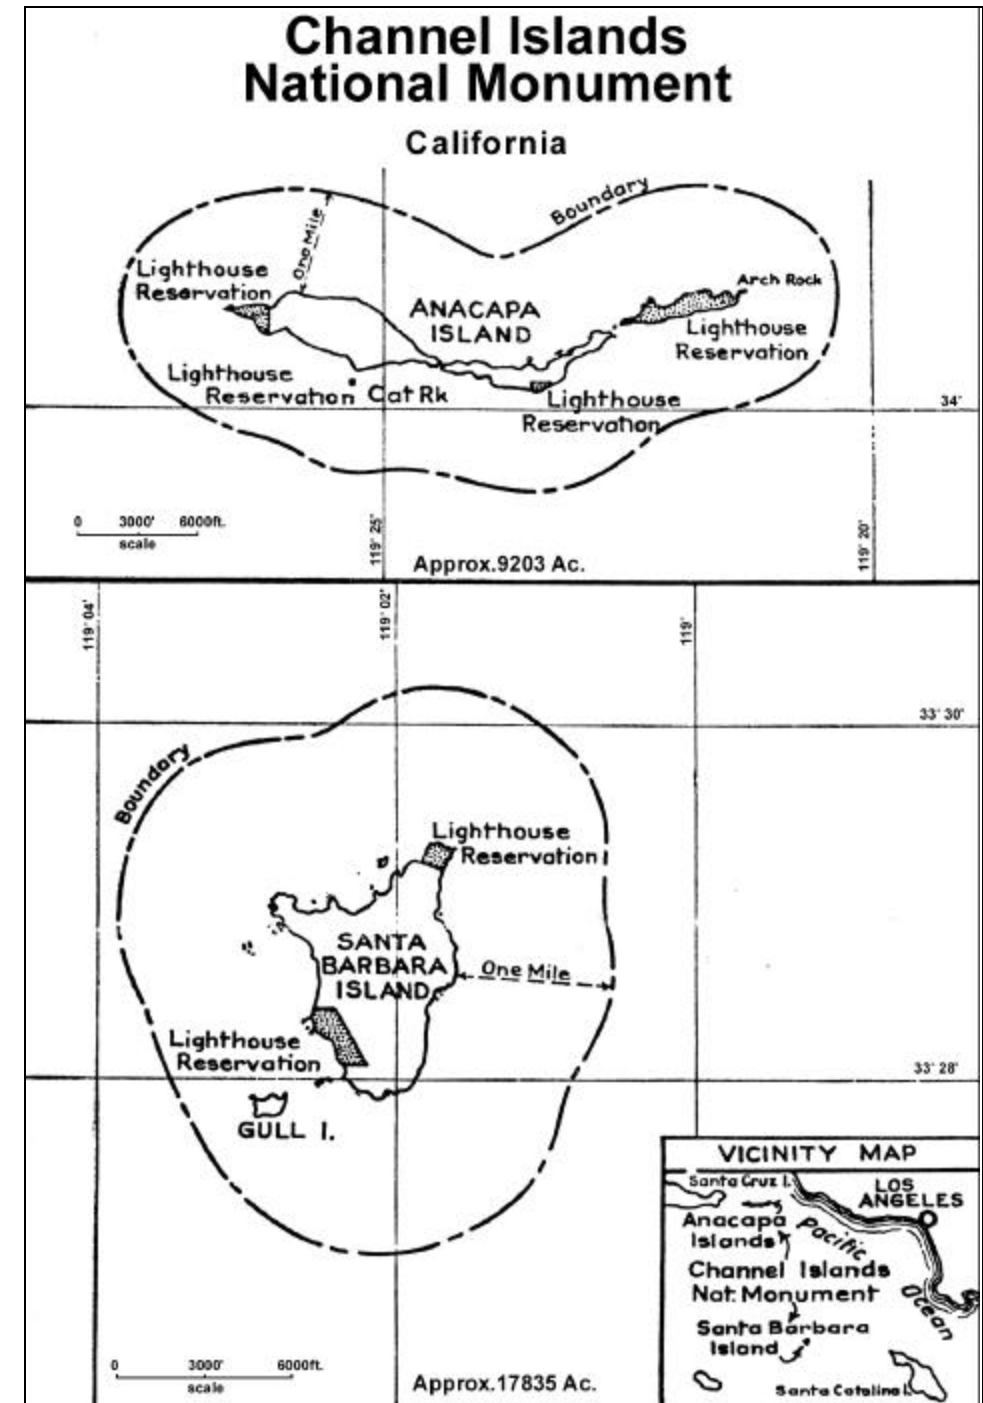 Channel Islands
National Monument
California
Boundary
One Mile
Lighthouse
Reservation
ANACAPA
ISLAND
Arch Rock
Lighthouse
Reservation
Lighthouse
Reservation
Cat Rk
Lighthouse
Reservation
34°
0 3000' 6000ft.
scale
119° 25'
119° 20'
Approx.9203 Ac.
119° 04'
119° 02'
119°
33° 30'
Boundary
Lighthouse
Reservation
SANTA
BARBARA
ISLAND
One Mile
Lighthouse
Reservation
33° 28'
GULL I.
0 3000' 6000ft.
scale
Approx.17835 Ac.
VICINITY MAP
Santa Cruz I.
LOS
ANGELES
Anacapa
Islands
Pacific
Ocean
Channel Islands
Nat. Monument
Santa Barbara
Island
Santa Catalina I.